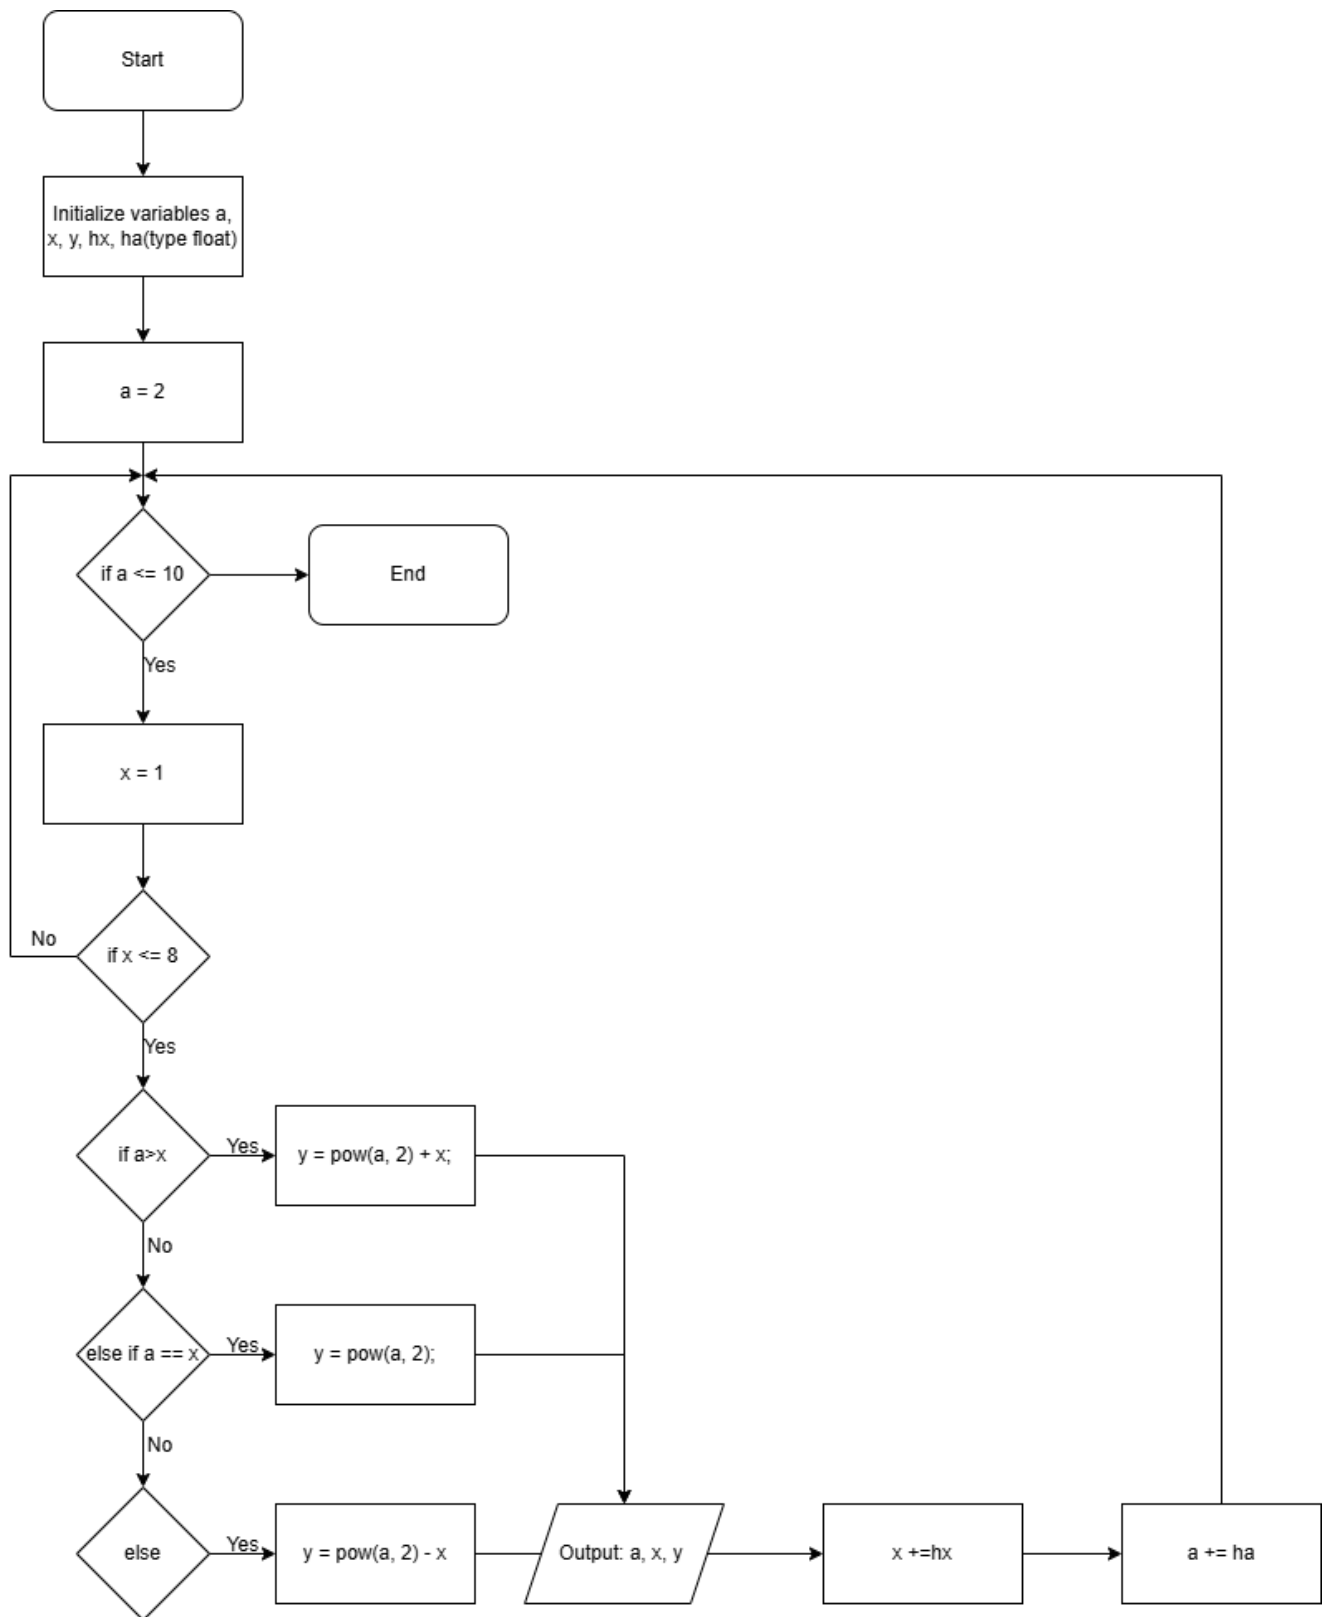 Start
Initialize variables a,
x, y, hx, ha(type float)
a = 2
if a <= 10
End
Yes
x = 1
No
if x <= 8
Yes
if a>x
Yes
y = pow(a, 2) + x;
No
else if a == x
Yes
y = pow(a, 2);
No
else
Yes
y = pow(a, 2) - x
Output: a, x, y
x +=hx
a += ha